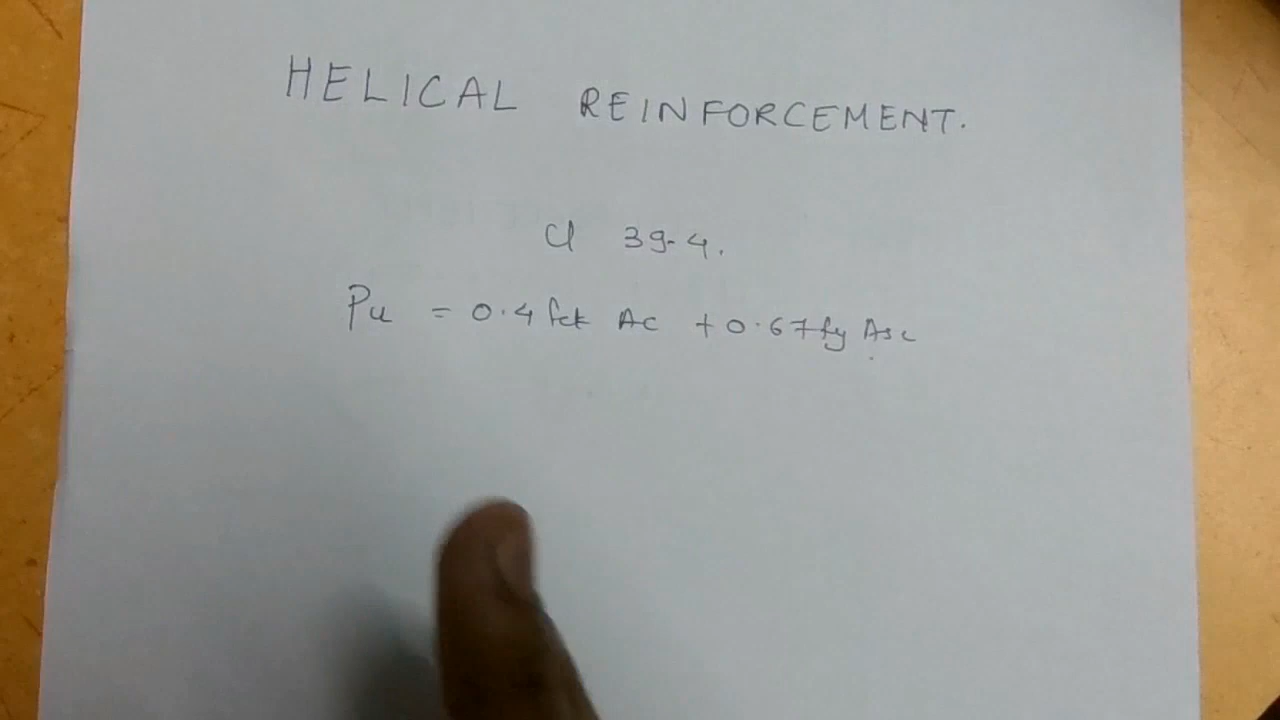 HELICAL REINFORCEMENT.
Cl 39.4.
Pu = 0.4 fck Ac + 0.67 fy Asc